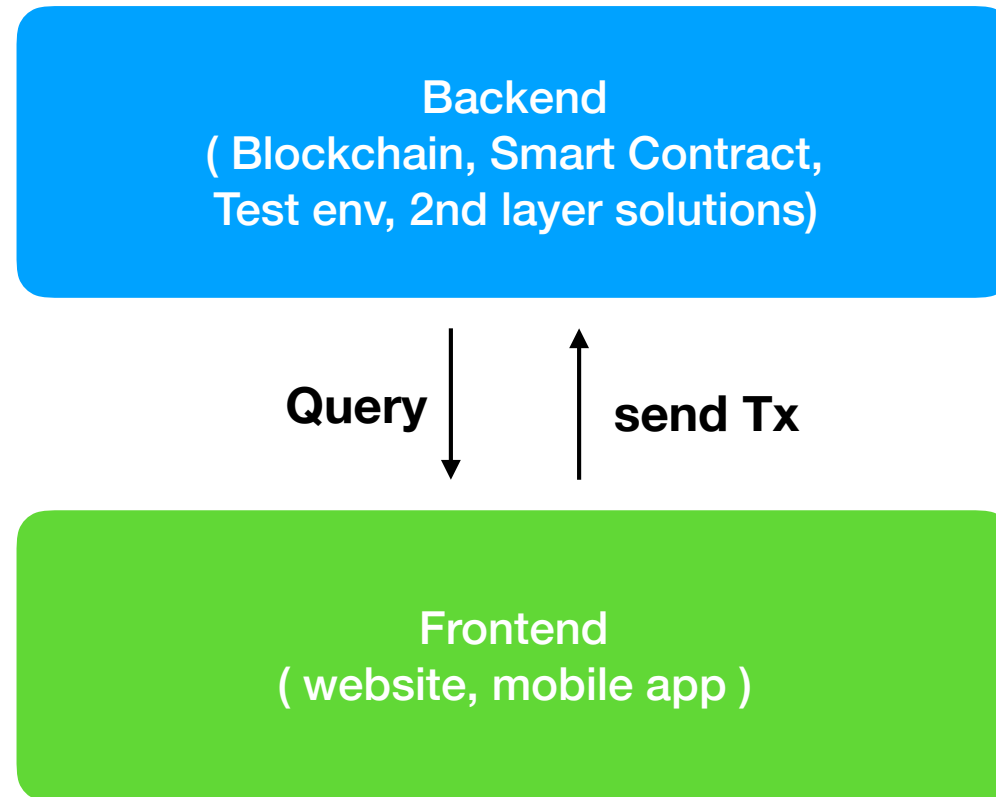 Backend
( Blockchain, Smart Contract,
Test env, 2nd layer solutions)
Query
send Tx
Frontend
( website, mobile app )